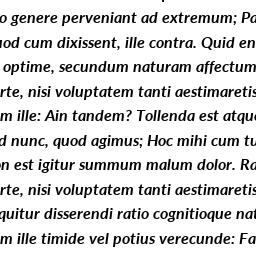 o genere perveniant ad extremum; Pa
uod cum dixissent, ille contra. Quid en
optime, secundum naturam affectum
rte, nisi voluptatem tanti aestimaretis
m ille: Ain tandem? Tollenda est atque
d nunc, quod agimus; Hoc mihi cum tu
on est igitur summum malum dolor. Ra
rte, nisi voluptatem tanti aestimaretis
quitur disserendi ratio cognitioque nat
m ille timide vel potius verecunde: Fa